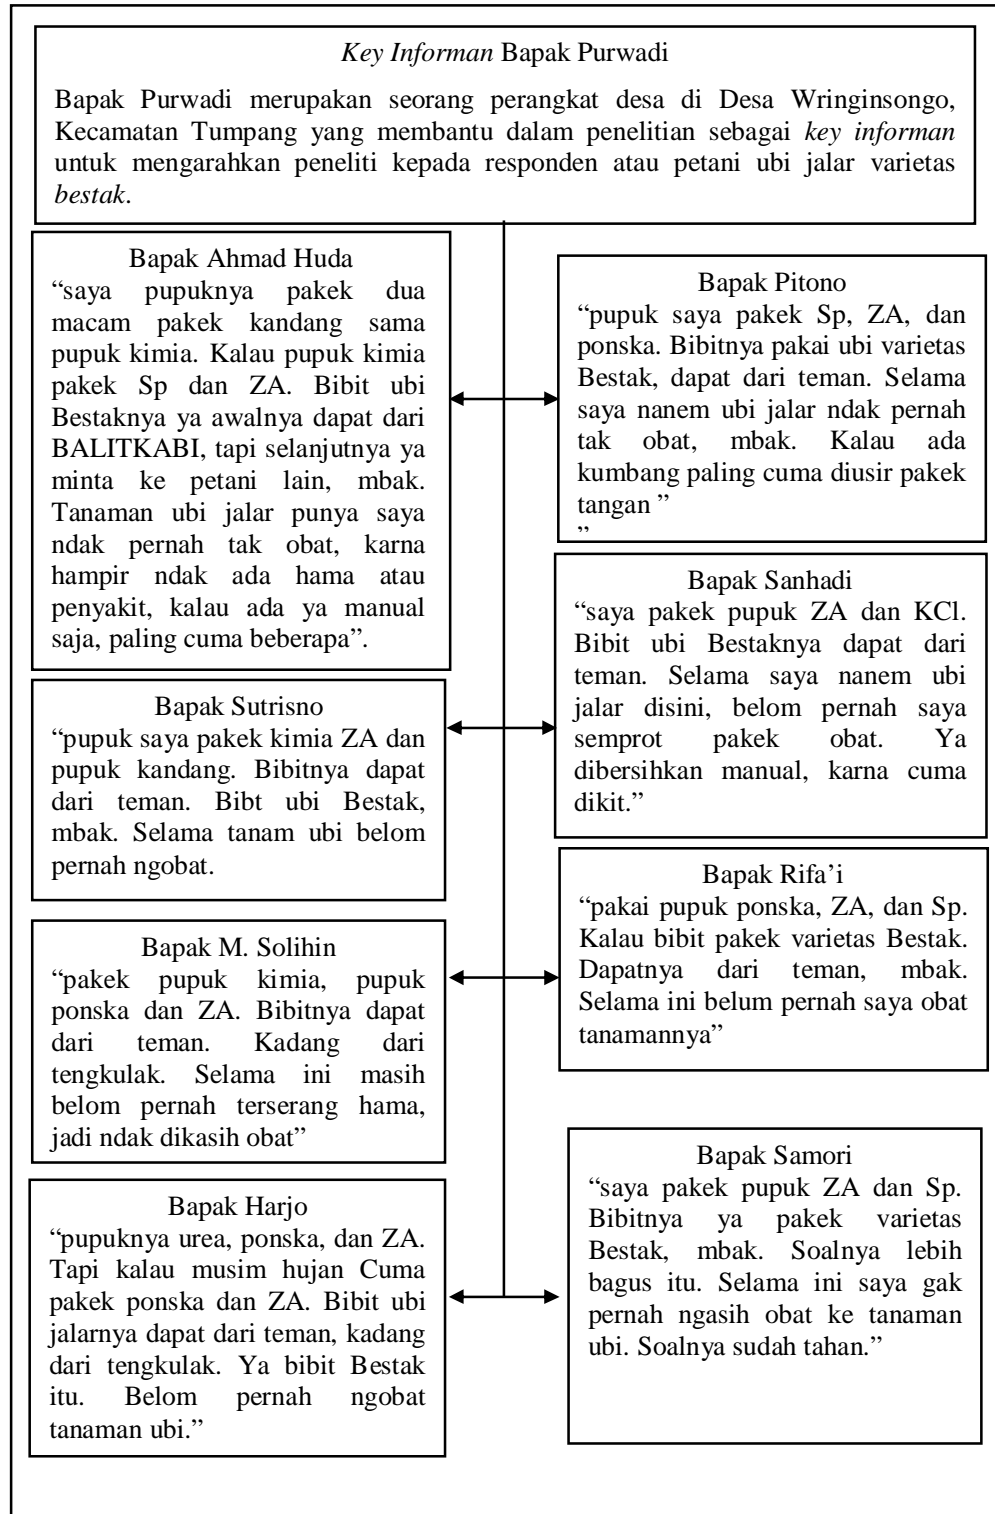 Key Informan Bapak Purwadi
Bapak Purwadi merupakan seorang perangkat desa di Desa Wringinsongo,
Kecamatan Tumpang yang membantu dalam penelitian sebagai key informan
untuk mengarahkan peneliti kepada responden atau petani ubi jalar varietas
bestak.
Bapak Ahmad Huda
“saya pupuknya pakek dua
macam pakek kandang sama
pupuk kimia. Kalau pupuk kimia
pakek Sp dan ZA. Bibit ubi
Bestaknya ya awalnya dapat dari
BALITKABI, tapi selanjutnya ya
minta ke petani lain, mbak.
Tanaman ubi jalar punya saya
ndak pernah tak obat, karna
hampir ndak ada hama atau
penyakit, kalau ada ya manual
saja, paling cuma beberapa”.
Bapak Pitono
“pupuk saya pakek Sp, ZA, dan
ponska. Bibitnya pakai ubi varietas
Bestak, dapat dari teman. Selama
saya nanem ubi jalar ndak pernah
tak obat, mbak. Kalau ada
kumbang paling cuma diusir pakek
tangan ”
”
Bapak Sanhadi
“saya pakek pupuk ZA dan KCl.
Bibit ubi Bestaknya dapat dari
teman. Selama saya nanem ubi
jalar disini, belom pernah saya
semprot pakek obat. Ya
dibersihkan manual, karna cuma
dikit.”
Bapak Sutrisno
“pupuk saya pakek kimia ZA dan
pupuk kandang. Bibitnya dapat
dari teman. Bibt ubi Bestak,
mbak. Selama tanam ubi belom
pernah ngobat.
Bapak Rifa’i
“pakai pupuk ponska, ZA, dan Sp.
Kalau bibit pakek varietas Bestak.
Dapatnya dari teman, mbak.
Selama ini belum pernah saya obat
tanamannya”
Bapak M. Solihin
“pakek pupuk kimia, pupuk
ponska dan ZA. Bibitnya dapat
dari teman. Kadang dari
tengkulak. Selama ini masih
belom pernah terserang hama,
jadi ndak dikasih obat”
Bapak Samori
“saya pakek pupuk ZA dan Sp.
Bibitnya ya pakek varietas
Bestak, mbak. Soalnya lebih
bagus itu. Selama ini saya gak
pernah ngasih obat ke tanaman
ubi. Soalnya sudah tahan.”
Bapak Harjo
“pupuknya urea, ponska, dan ZA.
Tapi kalau musim hujan Cuma
pakek ponska dan ZA. Bibit ubi
jalarnya dapat dari teman, kadang
dari tengkulak. Ya bibit Bestak
itu. Belom pernah ngobat
tanaman ubi.”